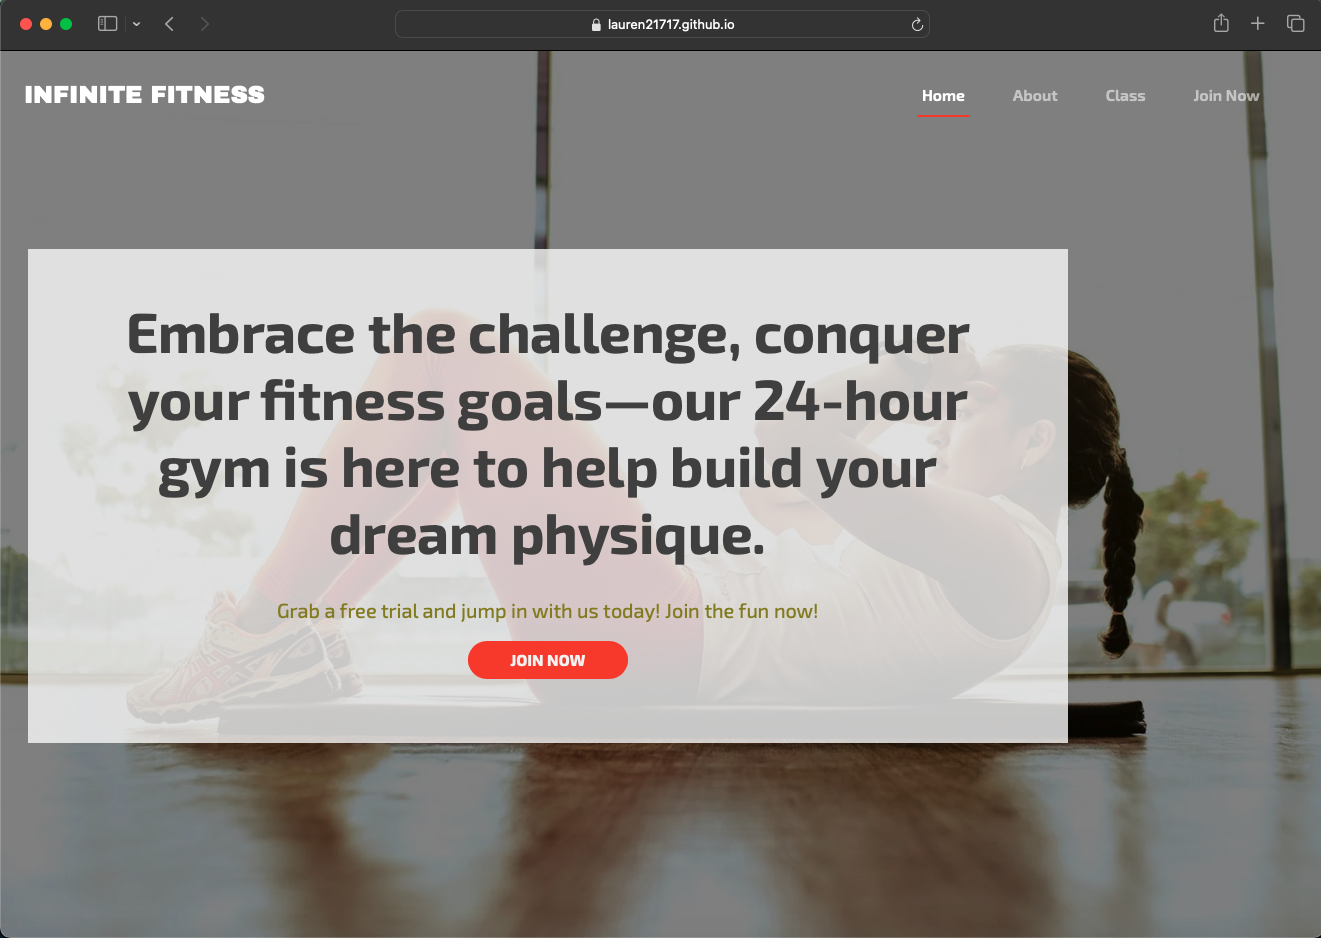 lauren21717.github.io
INFINITE FITNESS
Home About Class Join Now
Embrace the challenge, conquer
your fitness goals—our 24-hour
gym is here to help build your
dream physique.
Grab a free trial and jump in with us today! Join the fun now!
JOIN NOW